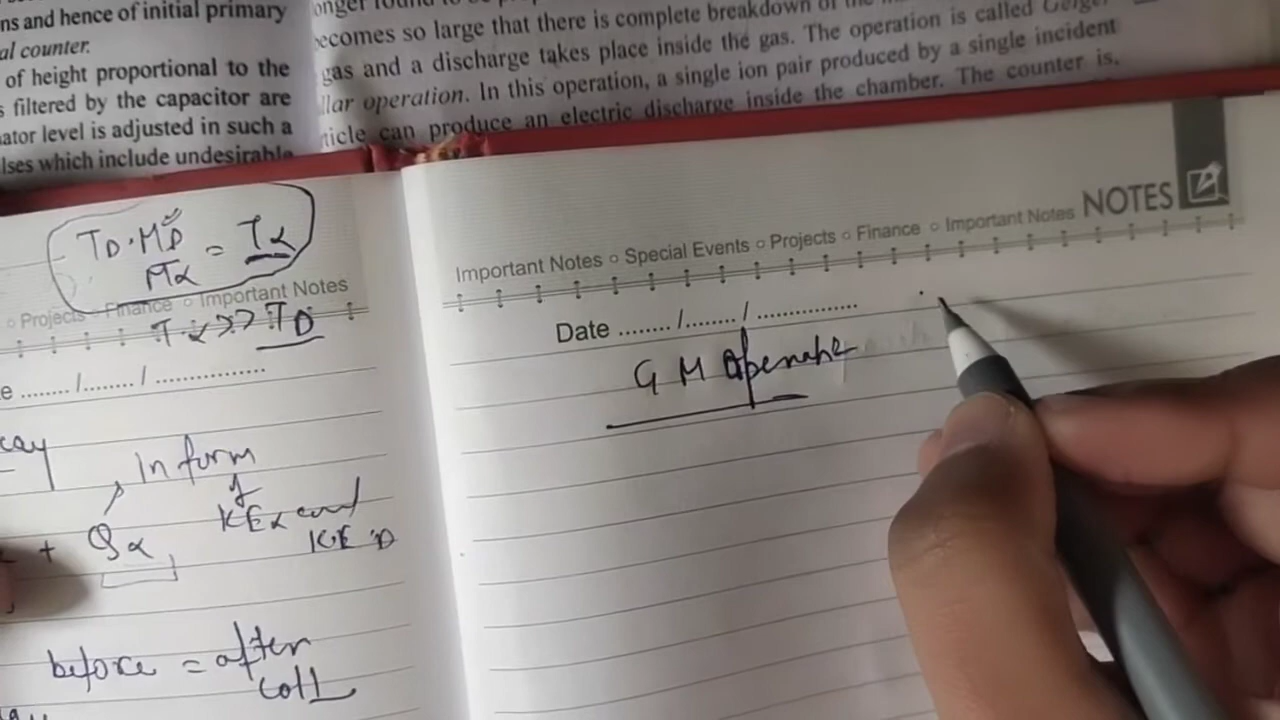 ns and hence of initial primary
al counter.
of height proportional to the
s filtered by the capacitor are
ator level is adjusted in such a
lses which include undesirable
ecomes so large that there is complete breakdown of the
gas and a discharge takes place inside the gas. The operation is called Geiger
llar operation. In this operation, a single ion pair produced by a single incident
ticle can produce an electric discharge inside the chamber. The counter is.
TD·MD
Mα
= Tα
Projects ○ Finance ○ Important Notes
Tα >> TD
e ......../......../ ................
cay
In form
of
KEα and
KE D
+ Qα
before = after
coll
NOTES
Important Notes ○ Special Events ○ Projects ○ Finance ○ Important Notes
Date ......../......../ ................
G M